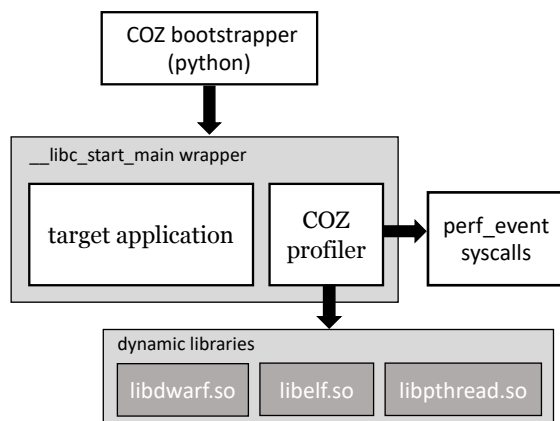 COZ bootstrapper
(python)
__libc_start_main wrapper
target application
COZ
profiler
perf_event
syscalls
dynamic libraries
libdwarf.so
libelf.so
libpthread.so